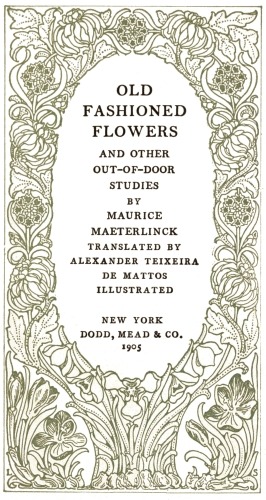 OLD
FASHIONED
FLOWERS
AND OTHER
OUT-OF-DOOR
STUDIES
BY
MAURICE
MAETERLINCK
TRANSLATED BY
ALEXANDER TEIXEIRA
DE MATTOS
ILLUSTRATED
NEW YORK
DODD, MEAD & CO.
1905
L S